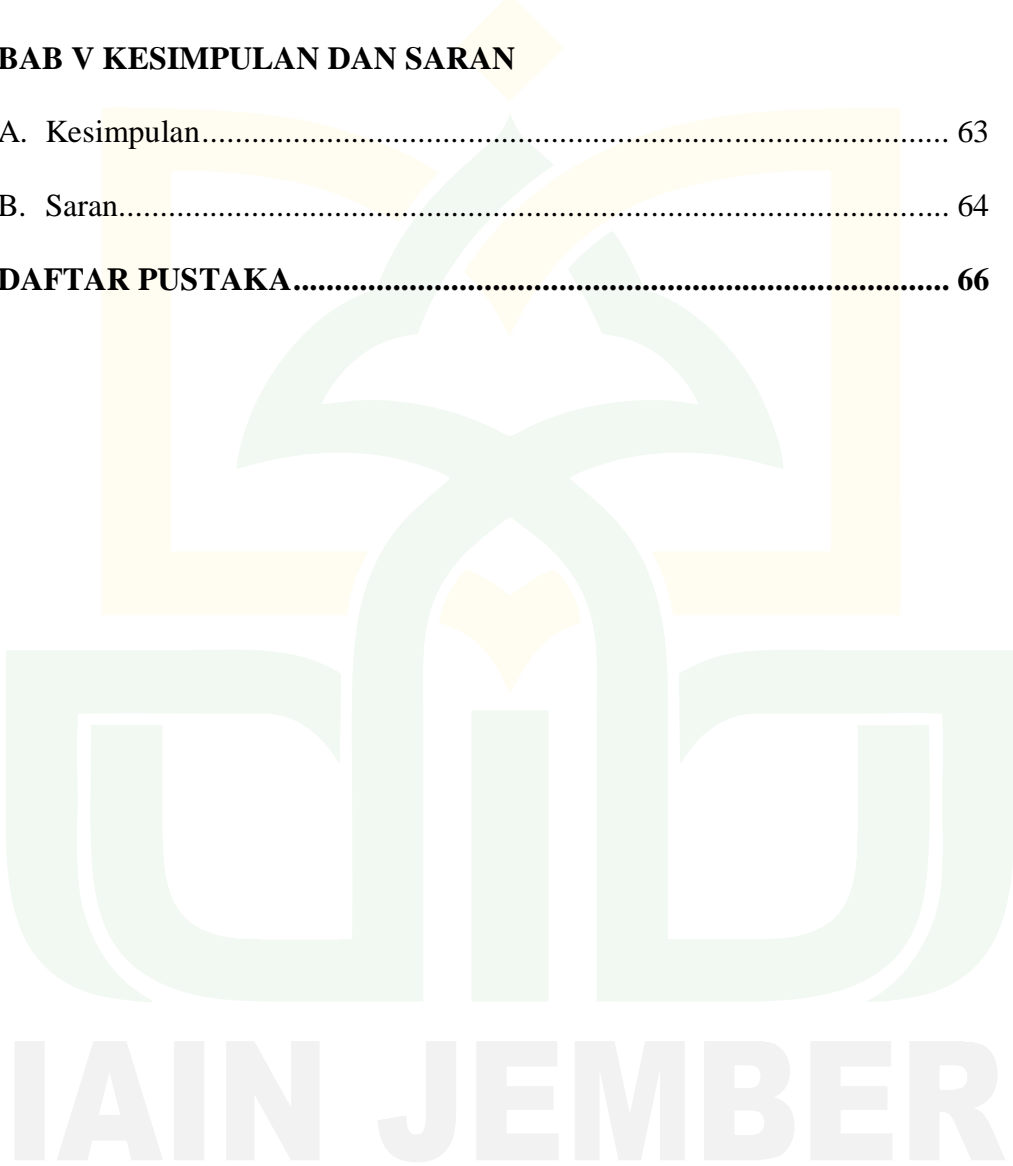 BAB V KESIMPULAN DAN SARAN
A. Kesimpulan.......................................................................................... 63
B. Saran.................................................................................................... 64
DAFTAR PUSTAKA............................................................................... 66
IAIN JEMBER